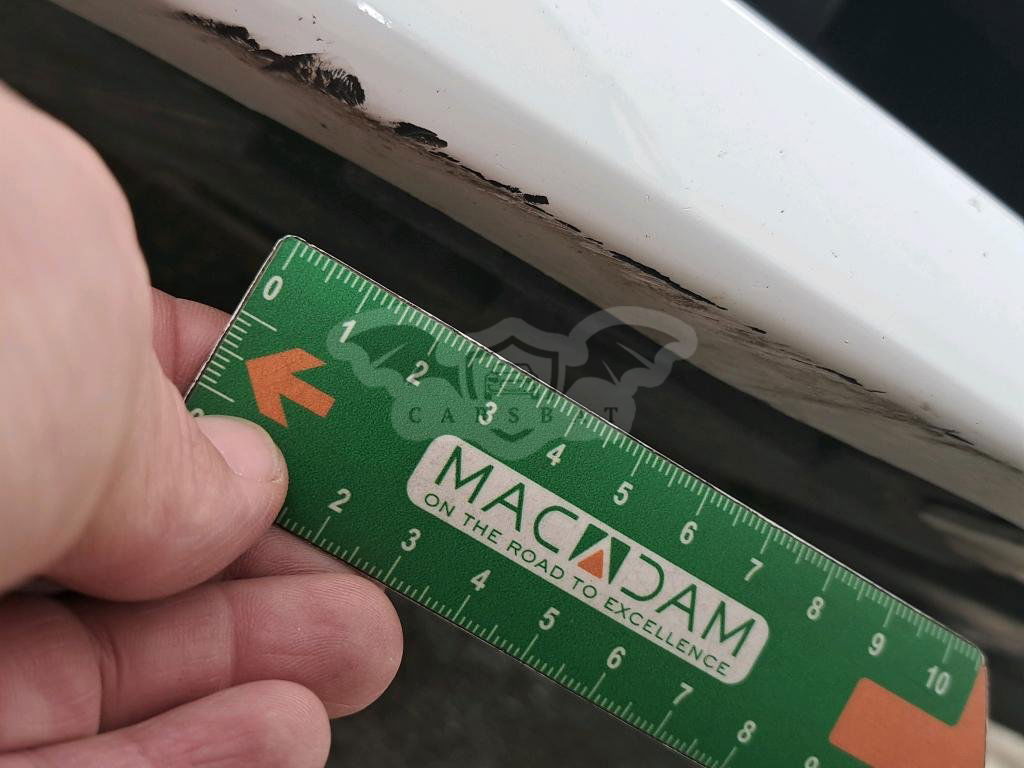 0 1 2 3 4 5 6 7 8 9 10
CARSBAT
MACADAM
ON THE ROAD TO EXCELLENCE
2 3 4 5 6 7 8